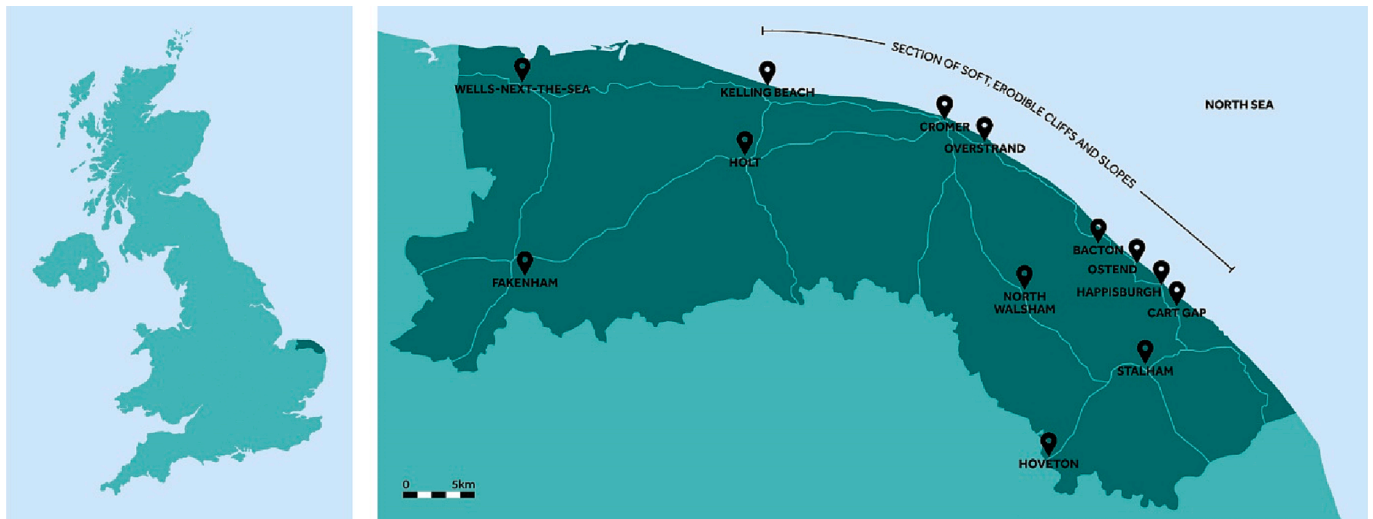 SECTION OF SOFT, ERODIBLE CLIFFS AND SLOPES
NORTH SEA
WELLS-NEXT-THE-SEA
KELLING BEACH
CROMER
OVERSTRAND
HOLT
BACTON
OSTEND
HAPPISBURGH
CART GAP
FAKENHAM
NORTH
WALSHAM
STALHAM
HOVETON
0 5km